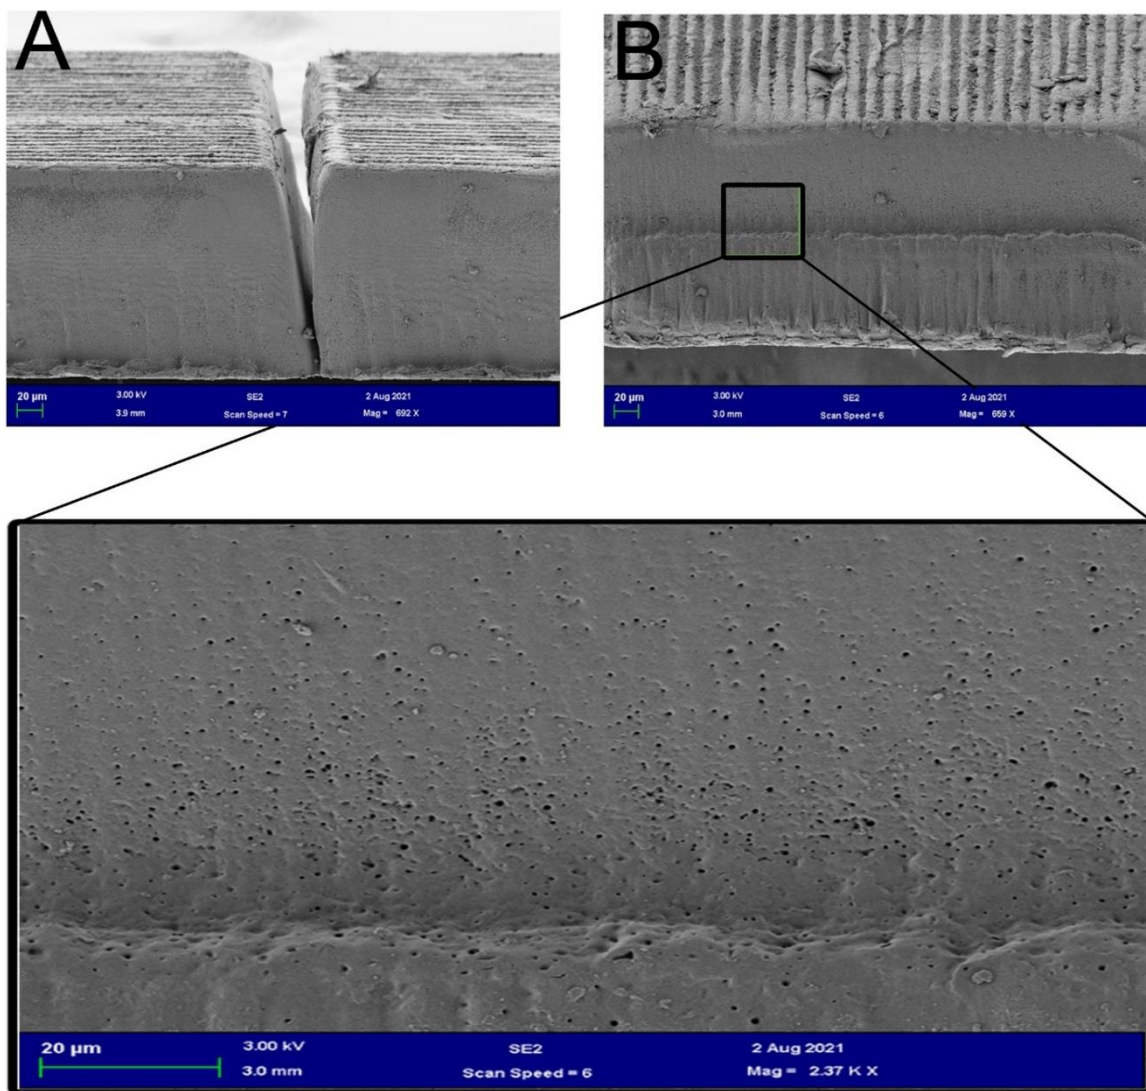 A
B
20 µm 3.00 kV SE2 2 Aug 2021
3.9 mm Scan Speed = 7 Mag = 692 X
20 µm 3.00 kV SE2 2 Aug 2021
3.0 mm Scan Speed = 6 Mag = 659 X
20 µm 3.00 kV SE2 2 Aug 2021
3.0 mm Scan Speed = 6 Mag = 2.37 K X